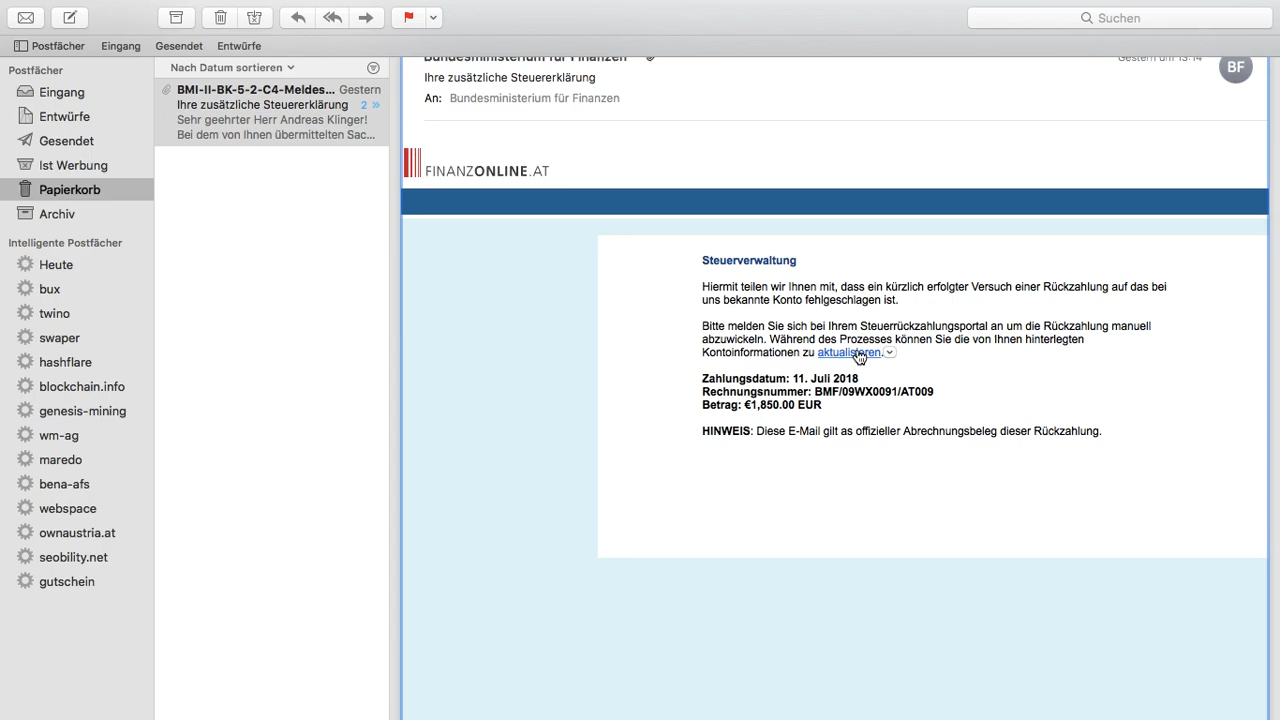 Suchen
Postfächer
Eingang
Gesendet
Entwürfe
Postfächer
Eingang
Entwürfe
Gesendet
Ist Werbung
Papierkorb
Archiv
Intelligente Postfächer
Heute
bux
twino
swaper
hashflare
blockchain.info
genesis-mining
wm-ag
maredo
bena-afs
webspace
ownaustria.at
seobility.net
gutschein
Nach Datum sortieren
BMI-II-BK-5-2-C4-Meldes... Gestern
Ihre zusätzliche Steuererklärung 2 »
Sehr geehrter Herr Andreas Klinger!
Bei dem von Ihnen übermittelten Sac...
Bundesministerium für Finanzen
Gestern um 13:14
BF
Ihre zusätzliche Steuererklärung
An: Bundesministerium für Finanzen
FINANZONLINE.AT
Steuerverwaltung
Hiermit teilen wir Ihnen mit, dass ein kürzlich erfolgter Versuch einer Rückzahlung auf das bei
uns bekannte Konto fehlgeschlagen ist.
Bitte melden Sie sich bei Ihrem Steuerrückzahlungsportal an um die Rückzahlung manuell
abzuwickeln. Während des Prozesses können Sie die von Ihnen hinterlegten
Kontoinformationen zu aktualisieren.
Zahlungsdatum: 11. Juli 2018
Rechnungsnummer: BMF/09WX0091/AT009
Betrag: €1,850.00 EUR
HINWEIS: Diese E-Mail gilt as offizieller Abrechnungsbeleg dieser Rückzahlung.